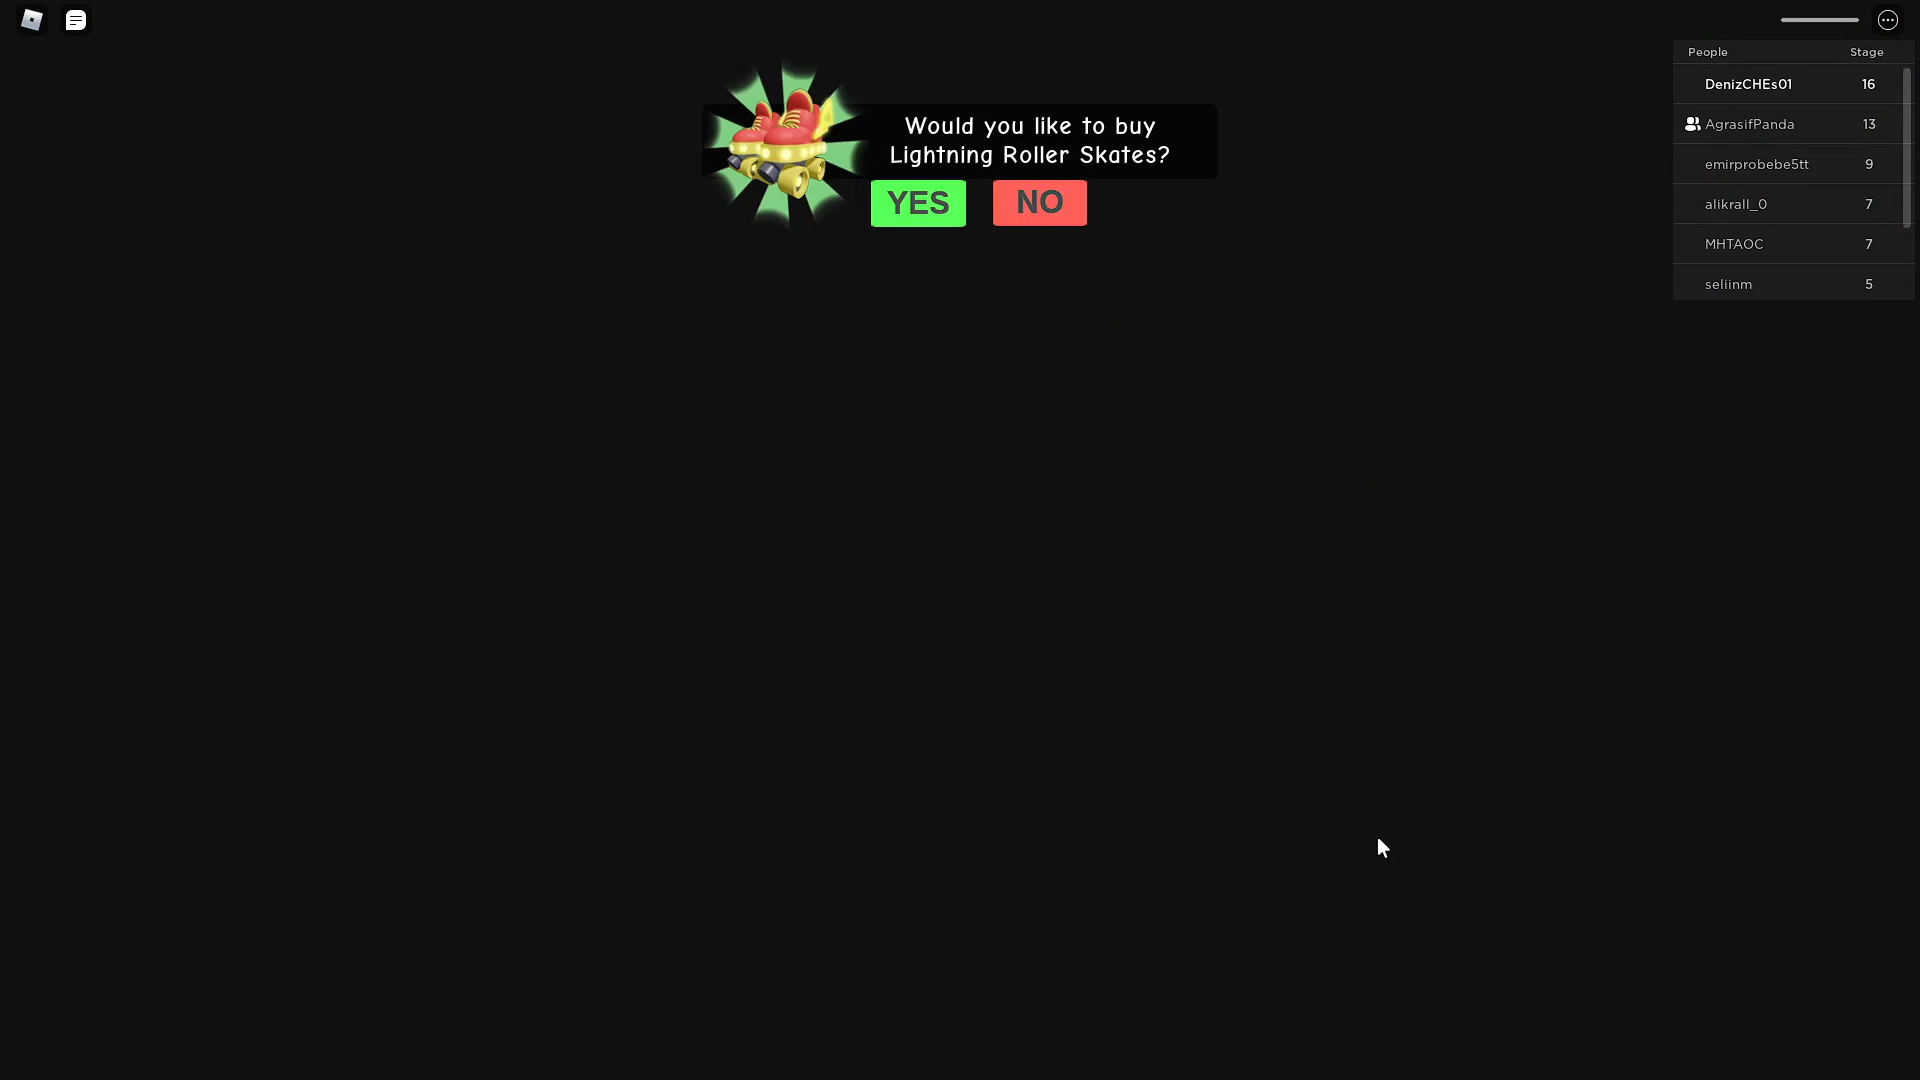 People Stage
DenizCHEs01 16
AgrasifPanda 13
emirprobebe5tt 9
alikrall_0 7
MHTAOC 7
seliinm 5
Would you like to buy
Lightning Roller Skates?
YES NO